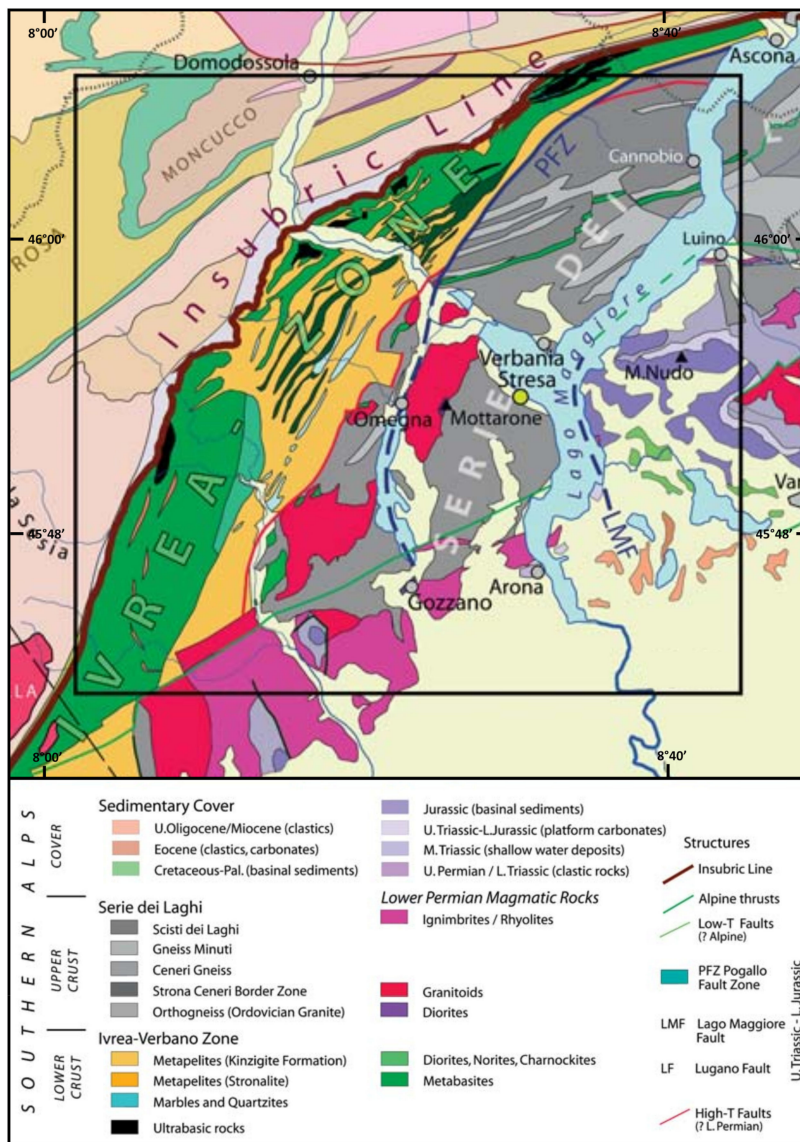 8°00′
8°40′
Domodossola
Ascona
MONCUCCO
Insubric Line
PFZ
Cannobio
46°00′
46°00′
Luino
ROSA
IVREA - ZONE
SERIE DEI
Lago Maggiore
Verbania
Stresa
M.Nudo
Omegna
Mottarone
Var
la Sesia
45°48′
45°48′
LMF
Arona
Gozzano
LA
8°00′
8°40′
SOUTHERN ALPS
COVER
UPPER
CRUST
LOWER
CRUST
Sedimentary Cover
U.Oligocene/Miocene (clastics)
Eocene (clastics, carbonates)
Cretaceous-Pal. (basinal sediments)
Serie dei Laghi
Scisti dei Laghi
Gneiss Minuti
Ceneri Gneiss
Strona Ceneri Border Zone
Orthogneiss (Ordovician Granite)
Ivrea-Verbano Zone
Metapelites (Kinzigite Formation)
Metapelites (Stronalite)
Marbles and Quartzites
Ultrabasic rocks
Jurassic (basinal sediments)
U.Triassic-L.Jurassic (platform carbonates)
M. Triassic (shallow water deposits)
U. Permian / L. Triassic (clastic rocks)
Lower Permian Magmatic Rocks
Ignimbrites / Rhyolites
Granitoids
Diorites
Diorites, Norites, Charnockites
Metabasites
Structures
Insubric Line
Alpine thrusts
Low-T Faults
(? Alpine)
PFZ Pogallo
Fault Zone
LMF Lago Maggiore
Fault
LF Lugano Fault
High-T Faults
(? L. Permian)
U.Triassic - L. Jurassic